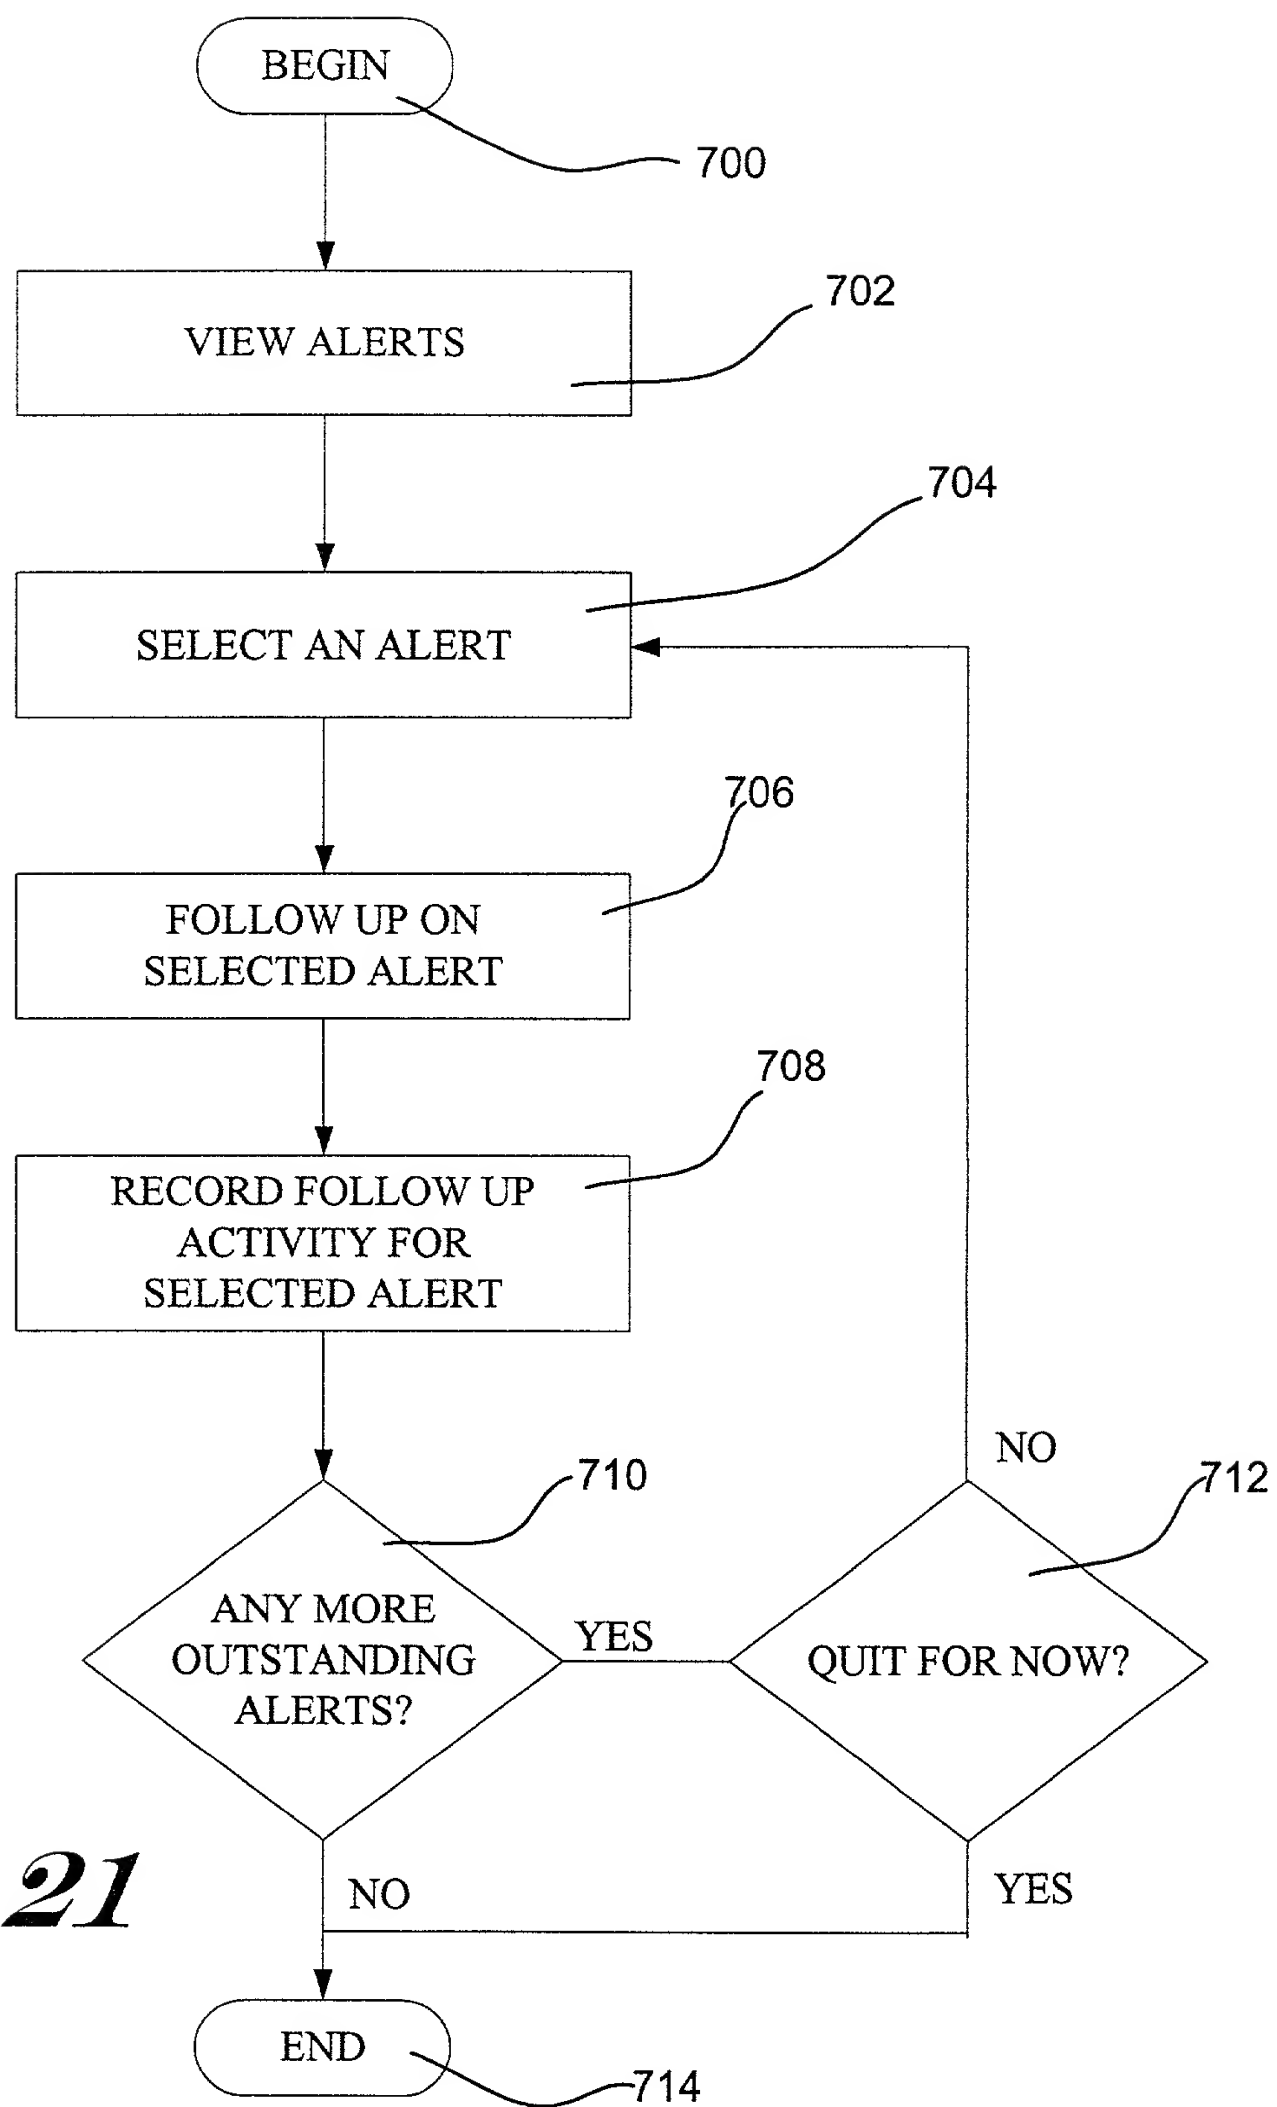 BEGIN
700
702
VIEW ALERTS
704
SELECT AN ALERT
706
FOLLOW UP ON
SELECTED ALERT
708
RECORD FOLLOW UP
ACTIVITY FOR
SELECTED ALERT
NO
710
712
ANY MORE
OUTSTANDING
ALERTS?
YES
QUIT FOR NOW?
21
NO
YES
END
714